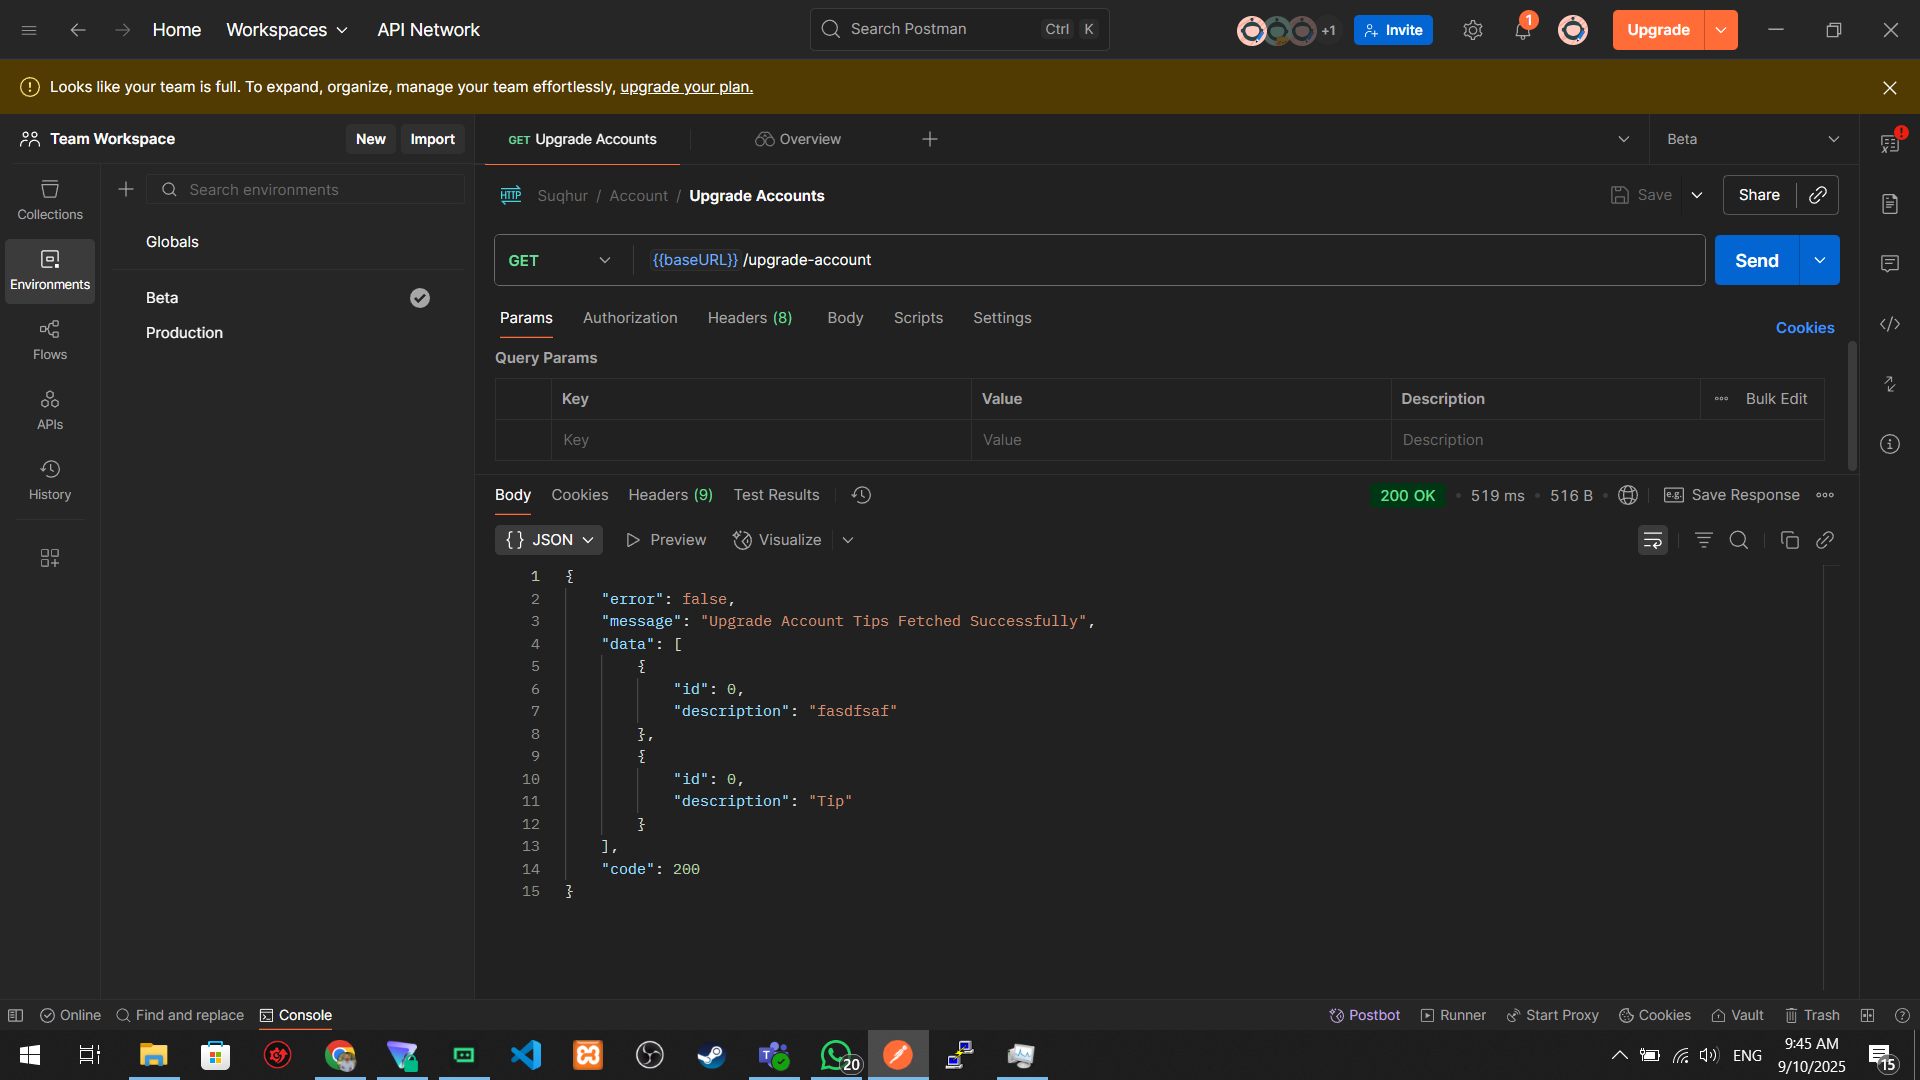 Home Workspaces API Network Search Postman Ctrl K +1 Invite 1 Upgrade
Looks like your team is full. To expand, organize, manage your team effortlessly, upgrade your plan.
Team Workspace New Import GET Upgrade Accounts Overview Beta
Search environments
Suqhur / Account / Upgrade Accounts Save Share
Collections
Globals
GET {{baseURL}} /upgrade-account Send
Environments
Beta
Production
Flows
APIs
History
Params Authorization Headers (8) Body Scripts Settings Cookies
Query Params
Key Value Description Bulk Edit
Key Value Description
Body Cookies Headers (9) Test Results 200 OK 519 ms 516 B e.g. Save Response
{} JSON Preview Visualize
1 {
2 "error": false,
3 "message": "Upgrade Account Tips Fetched Successfully",
4 "data": [
5 {
6 "id": 0,
7 "description": "fasdfsaf"
8 },
9 {
10 "id": 0,
11 "description": "Tip"
12 }
13 ],
14 "code": 200
15 }
Online Find and replace Console Postbot Runner Start Proxy Cookies Vault Trash
20 ENG 9:45 AM
9/10/2025 15